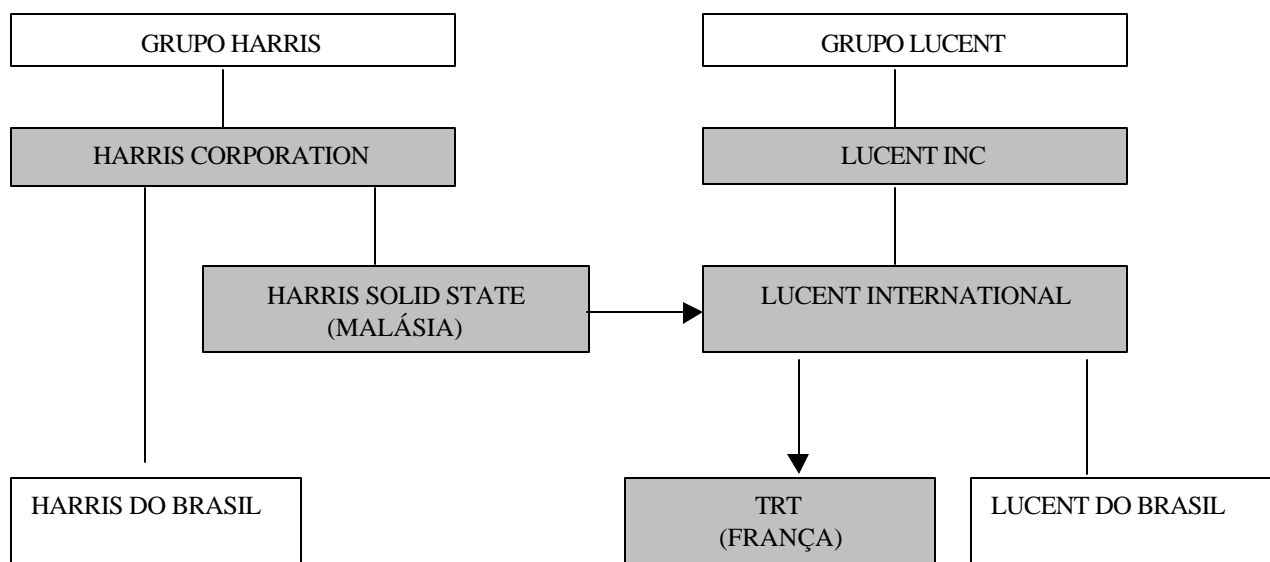 GRUPO HARRIS
GRUPO LUCENT
HARRIS CORPORATION
LUCENT INC
HARRIS SOLID STATE
(MALÁSIA)
LUCENT INTERNATIONAL
HARRIS DO BRASIL
TRT
(FRANÇA)
LUCENT DO BRASIL